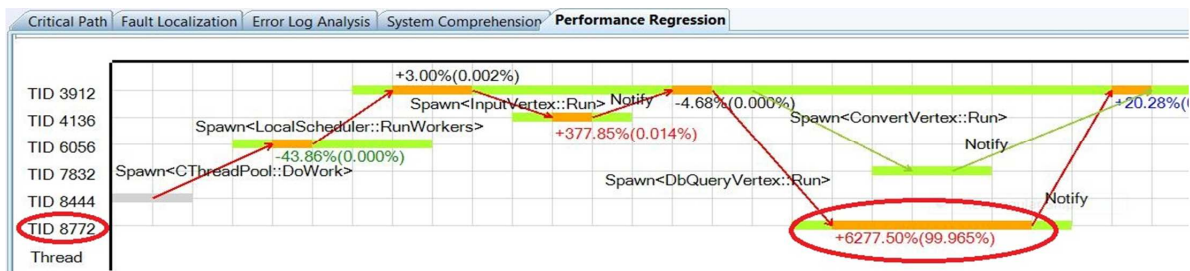 Critical Path Fault Localization Error Log Analysis System Comprehension Performance Regression
+3.00%(0.002%)
TID 3912
Spawn<InputVertex::Run> Notify -4.68%(0.000%) +20.28%(
TID 4136 Spawn<LocalScheduler::RunWorkers> +377.85%(0.014%) Spawn<ConvertVertex::Run>
TID 6056 -43.86%(0.000%) Notify
TID 7832 Spawn<CThreadPool::DoWork> Spawn<DbQueryVertex::Run>
TID 8444 Notify
TID 8772 +6277.50%(99.965%)
Thread